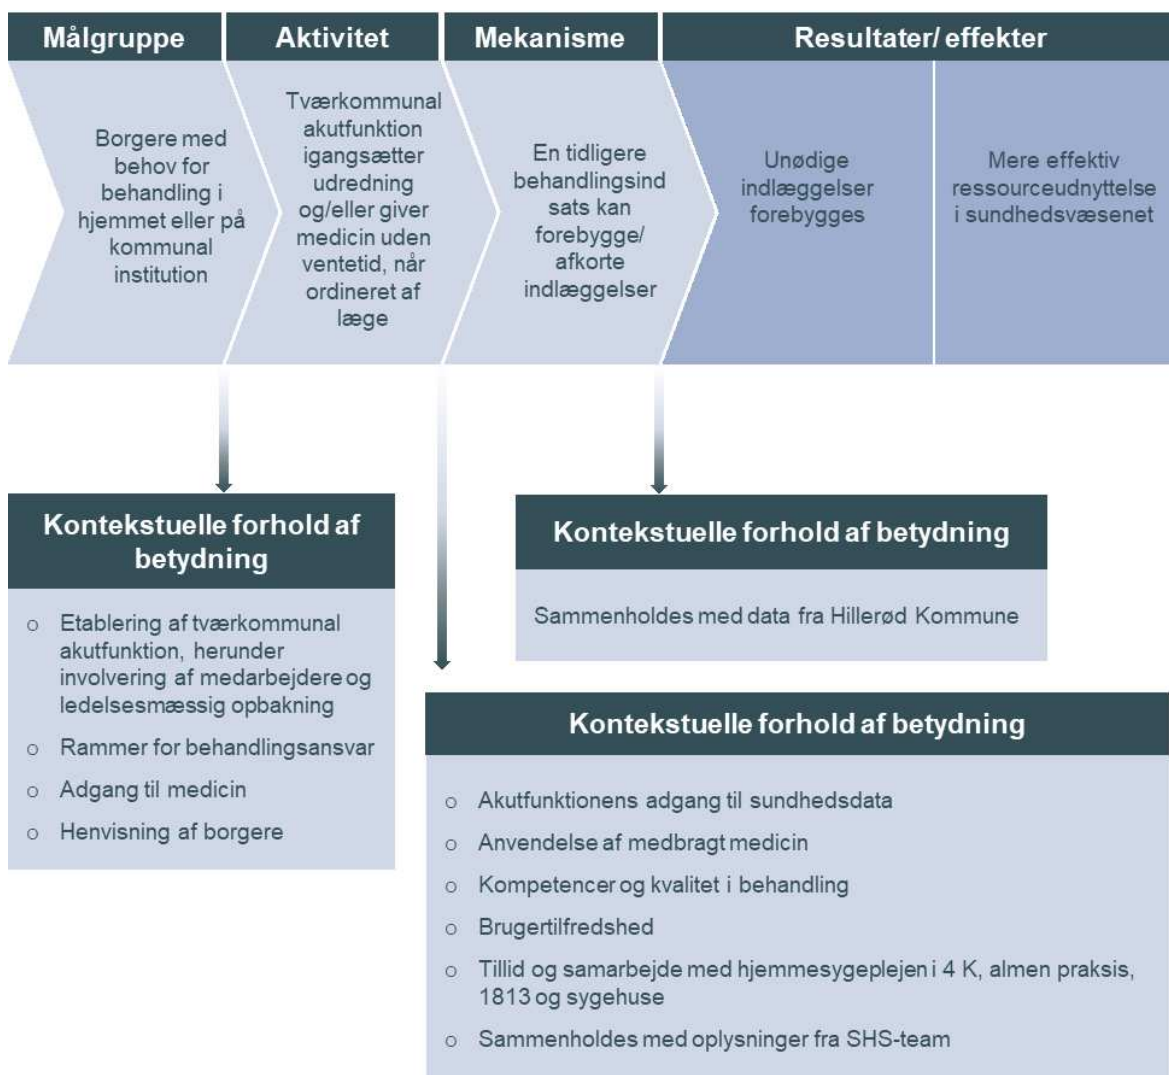 Målgruppe
Aktivitet
Mekanisme
Resultater/ effekter
Borgere med
behov for
behandling i
hjemmet eller på
kommunal
institution
Tværkommunal
akutfunktion
igangsætter
udredning
og/eller giver
medicin uden
ventetid, når
ordineret af
læge
En tidligere
behandlingsind
sats kan
forebygge/
afkorte
indlæggelser
Unødige
indlæggelser
forebygges
Mere effektiv
ressourceudnyttelse
i sundhedsvæsenet
Kontekstuelle forhold af
betydning
o Etablering af tværkommunal
akutfunktion, herunder
involvering af medarbejdere og
ledelsesmæssig opbakning
o Rammer for behandlingsansvar
o Adgang til medicin
o Henvisning af borgere
Kontekstuelle forhold af betydning
Sammenholdes med data fra Hillerød Kommune
Kontekstuelle forhold af betydning
o Akutfunktionens adgang til sundhedsdata
o Anvendelse af medbragt medicin
o Kompetencer og kvalitet i behandling
o Brugertilfredshed
o Tillid og samarbejde med hjemmesygeplejen i 4 K, almen praksis,
1813 og sygehuse
o Sammenholdes med oplysninger fra SHS-team